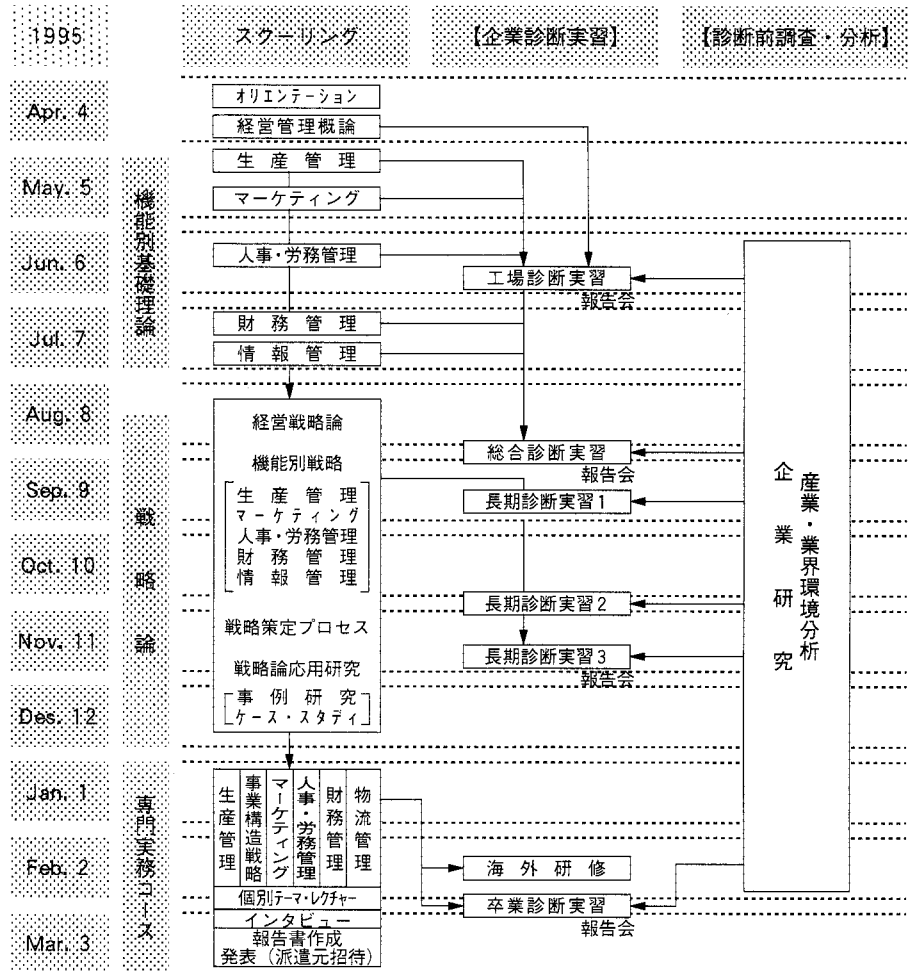 1995
スクーリング
【企業診断実習】
【診断前調査・分析】
Apr. 4
May. 5
Jun. 6
Jul. 7
Aug. 8
Sep. 9
Oct. 10
Nov. 11
Des. 12
Jan. 1
Feb. 2
Mar. 3
機能別基礎理論
戦略論
専門実務コース
オリエンテーション
経営管理概論
生産管理
マーケティング
人事・労務管理
財務管理
情報管理
経営戦略論
機能別戦略
生産管理
マーケティング
人事・労務管理
財務管理
情報管理
戦略策定プロセス
戦略論応用研究
事例研究
ケース・スタディ
生産管理
事業構造戦略
マーケティング
人事・労務管理
財務管理
物流管理
個別テーマ・レクチャー
インタビュー
報告書作成
発表（派遣元招待）
工場診断実習
報告会
総合診断実習
報告会
長期診断実習1
長期診断実習2
長期診断実習3
報告会
海外研修
卒業診断実習
報告会
産業・業界環境分析
企業研究